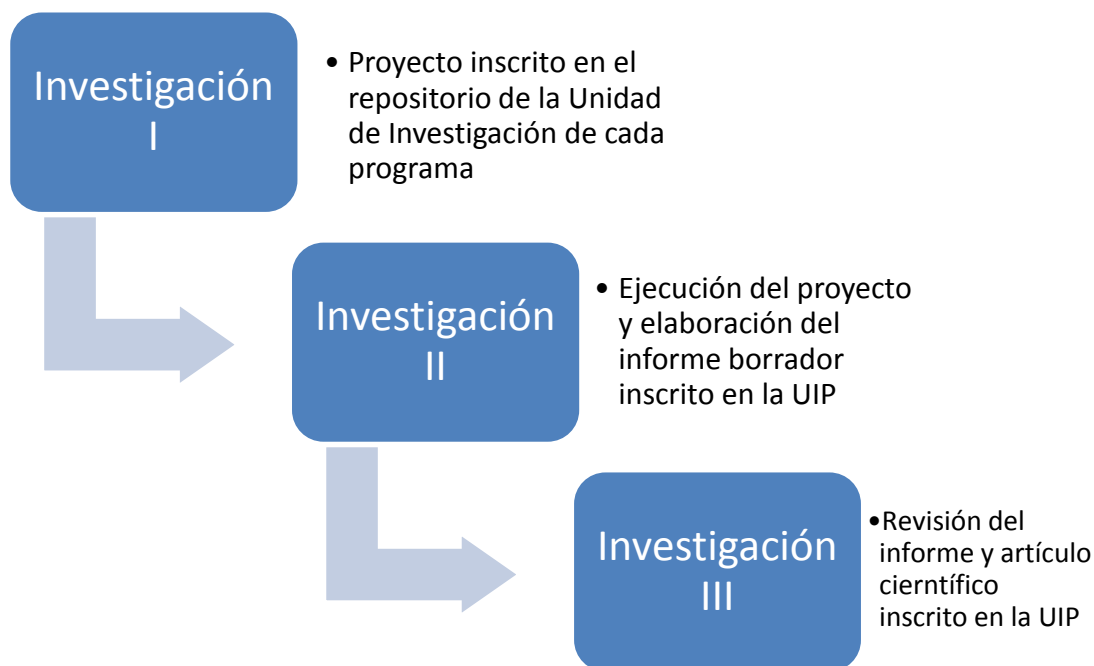 Investigación
I
• Proyecto inscrito en el
repositorio de la Unidad
de Investigación de cada
programa
Investigación
II
• Ejecución del proyecto
y elaboración del
informe borrador
inscrito en la UIP
Investigación
III
•Revisión del
informe y artículo
cierntífico
inscrito en la UIP